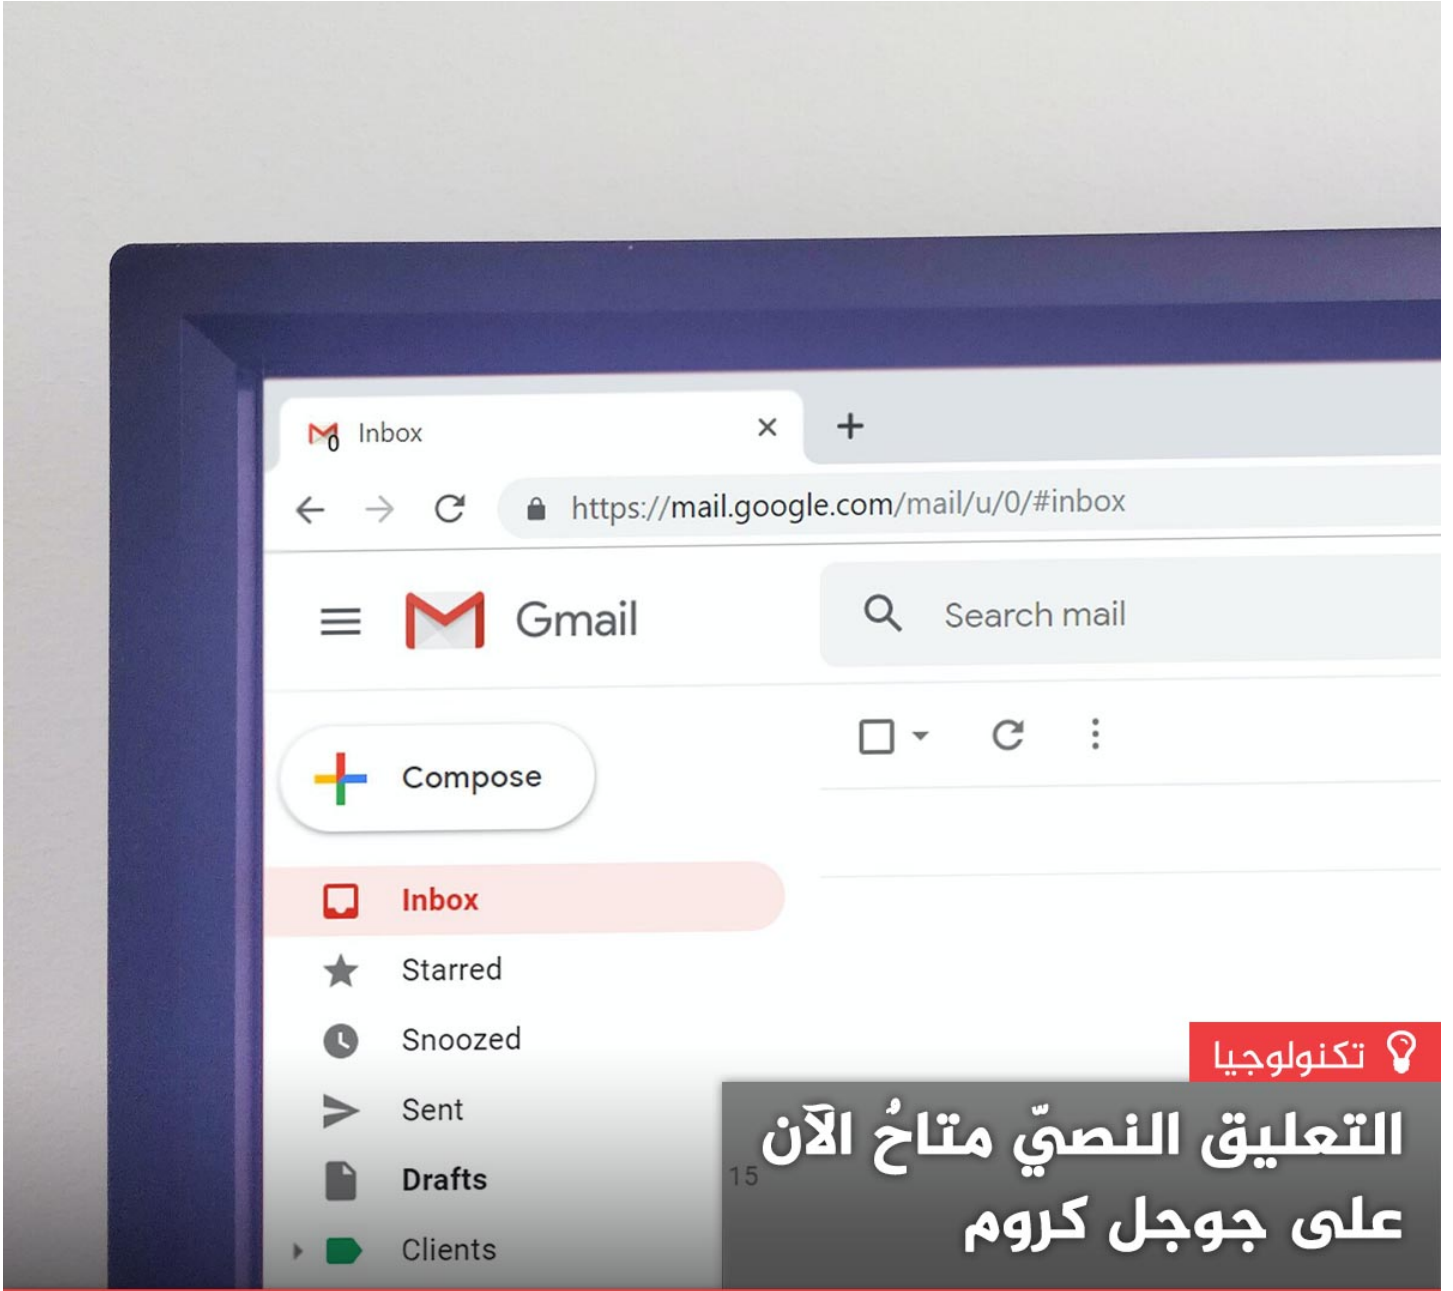 Inbox
https://mail.google.com/mail/u/0/#inbox
Gmail
Search mail
Compose
Inbox
Starred
Snoozed
Sent
Drafts 15
Clients
تكنولوجيا
التعليق النصيّ متاحُ الآن
على جوجل كروم